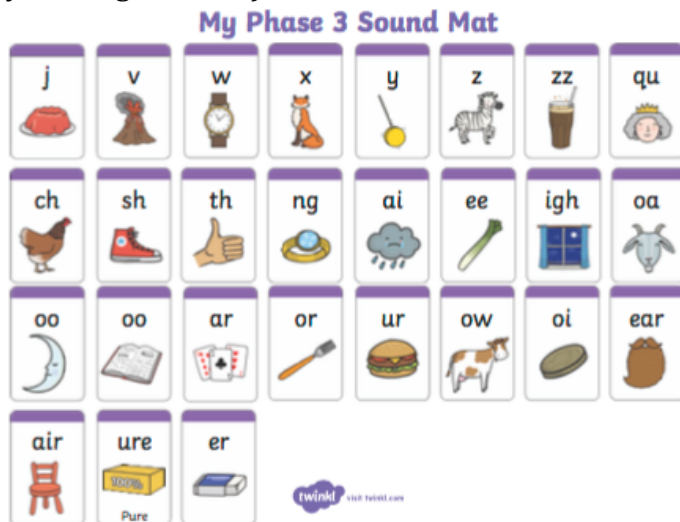 My Phase 3 Sound Mat
j v w x y z zz qu
ch sh th ng ai ee igh oa
oo oo ar or ur ow oi ear
air ure er
100%
Pure
twinkl visit twinkl.com